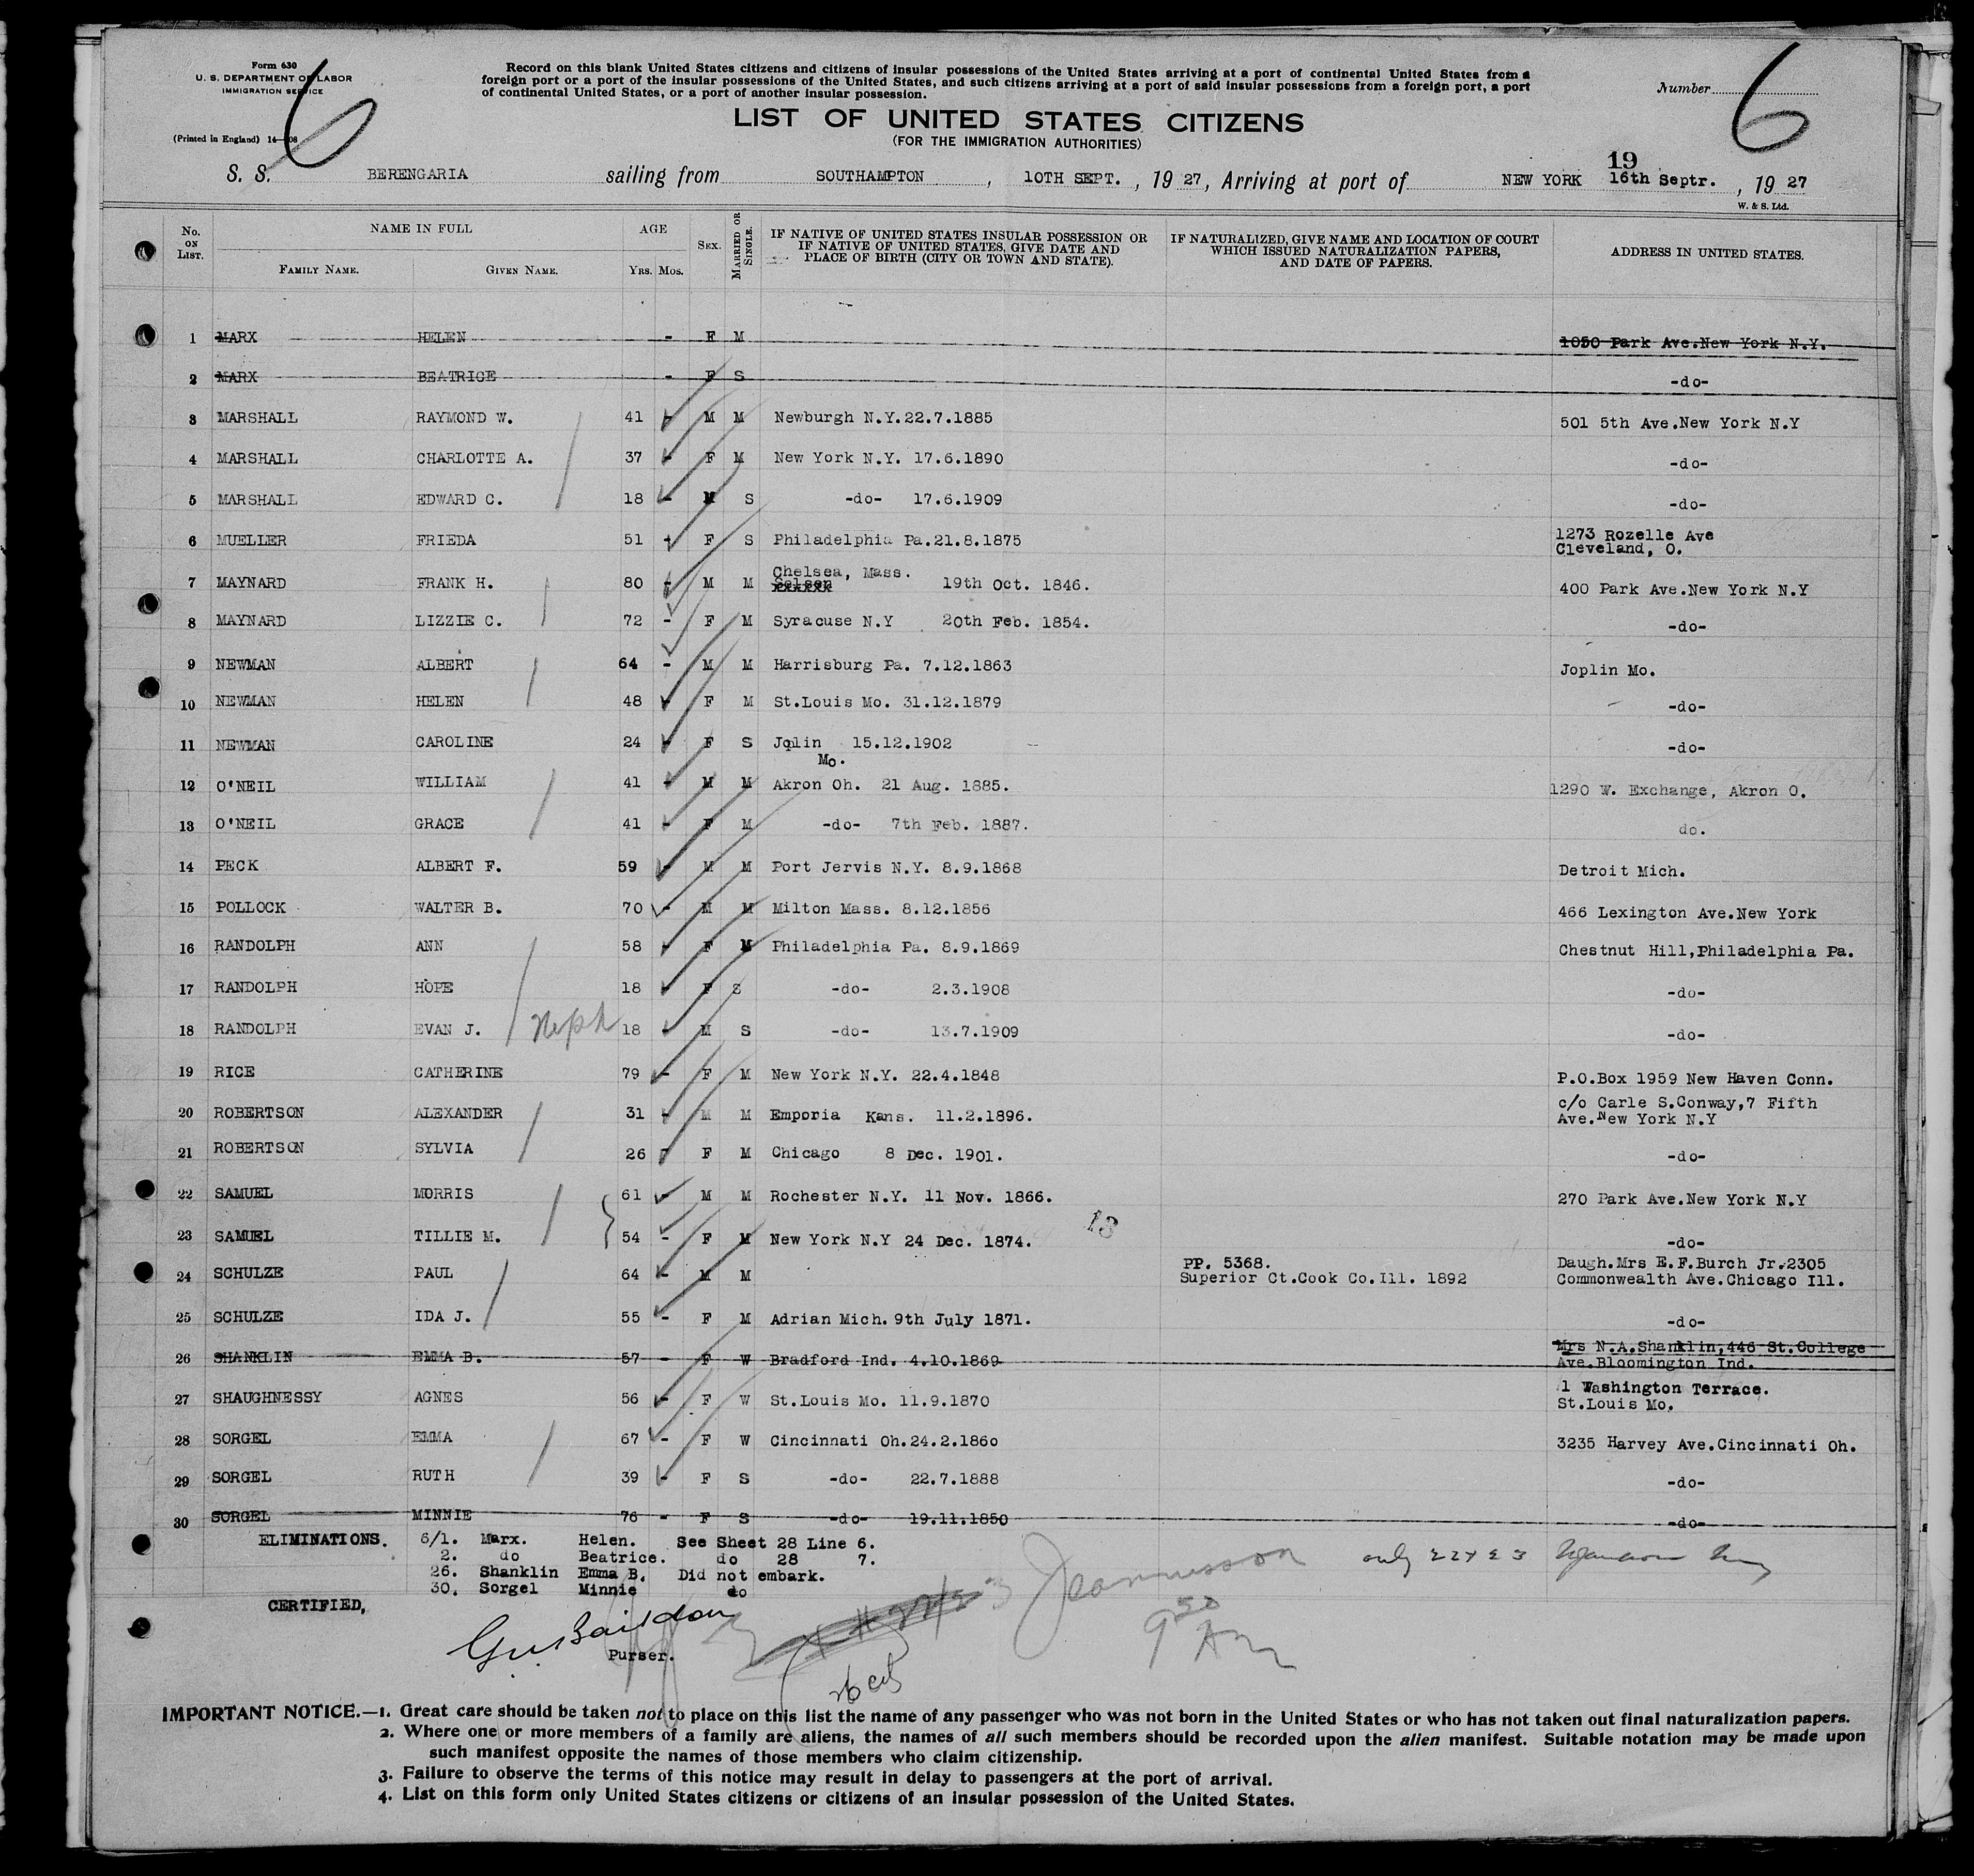 Form 630
U. S. DEPARTMENT OF LABOR
IMMIGRATION SERVICE
(Printed in England)
6
Record on this blank United States citizens and citizens of insular possessions of the United States arriving at a port of continental United States from a
foreign port or a port of the insular possessions of the United States, and such citizens arriving at a port of said insular possessions from a foreign port, a port
of continental United States, or a port of another insular possession.
Number 6
LIST OF UNITED STATES CITIZENS
(FOR THE IMMIGRATION AUTHORITIES)
19
S. S. BERENGARIA sailing from SOUTHAMPTON, 10TH SEPT., 19 27, Arriving at port of NEW YORK 16th Septr., 19 27
W. & S. Ltd.
No. ON LIST. NAME IN FULL FAMILY NAME. GIVEN NAME. AGE YRS. MOS. SEX. MARRIED OR SINGLE. IF NATIVE OF UNITED STATES INSULAR POSSESSION OR IF NATIVE OF UNITED STATES, GIVE DATE AND PLACE OF BIRTH (CITY OR TOWN AND STATE). IF NATURALIZED, GIVE NAME AND LOCATION OF COURT WHICH ISSUED NATURALIZATION PAPERS, AND DATE OF PAPERS. ADDRESS IN UNITED STATES.
1 MARX HELEN - F M 1050 Park Ave.New York N.Y.
2 MARX BEATRICE - F S -do-
3 MARSHALL RAYMOND W. 41 - M M Newburgh N.Y.22.7.1885 501 5th Ave.New York N.Y
4 MARSHALL CHARLOTTE A. 37 - F M New York N.Y. 17.6.1890 -do-
5 MARSHALL EDWARD C. 18 - M S -do- 17.6.1909 -do-
6 MUELLER FRIEDA 51 - F S Philadelphia Pa.21.8.1875 1273 Rozelle Ave
Cleveland, O.
Chelsea, Mass.
7 MAYNARD FRANK H. 80 - M M 19th Oct. 1846. 400 Park Ave.New York N.Y
8 MAYNARD LIZZIE C. 72 - F M Syracuse N.Y 20th Feb. 1854. -do-
9 NEWMAN ALBERT 64 - M M Harrisburg Pa. 7.12.1863 Joplin Mo.
10 NEWMAN HELEN 48 - F M St.Louis Mo. 31.12.1879 -do-
11 NEWMAN CAROLINE 24 - F S Jolin 15.12.1902 -do-
Mo.
12 O'NEIL WILLIAM 41 - M M Akron Oh. 21 Aug. 1885. 1290 W. Exchange, Akron O.
13 O'NEIL GRACE 41 - F M -do- 7th Feb. 1887. do.
14 PECK ALBERT F. 59 - M M Port Jervis N.Y. 8.9.1868 Detroit Mich.
15 POLLOCK WALTER B. 70 - M M Milton Mass. 8.12.1856 466 Lexington Ave.New York
16 RANDOLPH ANN 58 - F M Philadelphia Pa. 8.9.1869 Chestnut Hill,Philadelphia Pa.
17 RANDOLPH HOPE 18 - F S -do- 2.3.1908 -do-
18 RANDOLPH EVAN J. Neph 18 - M S -do- 13.7.1909 -do-
19 RICE CATHERINE 79 - F M New York N.Y. 22.4.1848 P.O.Box 1959 New Haven Conn.
20 ROBERTSON ALEXANDER 31 - M M Emporia Kans. 11.2.1896. c/o Carle S.Conway,7 Fifth
Ave.New York N.Y
21 ROBERTSON SYLVIA 26 F M Chicago 8 Dec. 1901. -do-
22 SAMUEL MORRIS 61 - M M Rochester N.Y. 11 Nov. 1866. 270 Park Ave.New York N.Y
13
23 SAMUEL TILLIE M. 54 - F M New York N.Y 24 Dec. 1874. -do-
24 SCHULZE PAUL 64 - M M PP. 5368.
Superior Ct.Cook Co.Ill. 1892 Daugh.Mrs E.F.Burch Jr.2305
Commonwealth Ave.Chicago Ill.
25 SCHULZE IDA J. 55 - F M Adrian Mich. 9th July 1871. -do-
26 SHANKLIN EMMA B. 57 - F W Bradford Ind. 4.10.1869 Mrs N.A.Shanklin,446 St.College
Ave.Bloomington Ind.
27 SHAUGHNESSY AGNES 56 - F W St.Louis Mo. 11.9.1870 1 Washington Terrace.
St.Louis Mo.
28 SORGEL EMMA 67 - F W Cincinnati Oh.24.2.1860 3235 Harvey Ave.Cincinnati Oh.
29 SORGEL RUTH 39 - F S -do- 22.7.1888 -do-
30 SORGEL MINNIE 76 - F S -do- 19.11.1850 -do-
ELIMINATIONS. 6/1. Marx. Helen. See Sheet 28 Line 6.
2. do Beatrice. do 28 7.
26. Shanklin Emma B. Did not embark.
30. Sorgel Minnie do
only 22 & 23
CERTIFIED,
Purser.
IMPORTANT NOTICE.—1. Great care should be taken not to place on this list the name of any passenger who was not born in the United States or who has not taken out final naturalization papers.
2. Where one or more members of a family are aliens, the names of all such members should be recorded upon the alien manifest. Suitable notation may be made upon
such manifest opposite the names of those members who claim citizenship.
3. Failure to observe the terms of this notice may result in delay to passengers at the port of arrival.
4. List on this form only United States citizens or citizens of an insular possession of the United States.